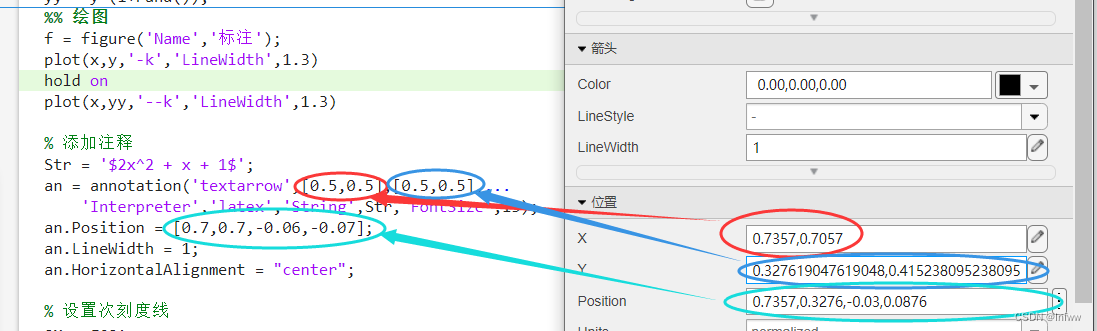 %% 绘图
f = figure('Name','标注');
plot(x,y,'-k','LineWidth',1.3)
hold on
plot(x,yy,'--k','LineWidth',1.3)
% 添加注释
Str = '$2x^2 + x + 1$';
an = annotation('textarrow',[0.5,0.5],[0.5,0.5],...
'Interpreter','latex','String',Str,'FontSize',15);
an.Position = [0.7,0.7,-0.06,-0.07];
an.LineWidth = 1;
an.HorizontalAlignment = "center";
% 设置次刻度线
箭头
Color 0.00,0.00,0.00
LineStyle -
LineWidth 1
位置
X 0.7357,0.7057
Y 0.327619047619048,0.415238095238095
Position 0.7357,0.3276,-0.03,0.0876
Units normalized